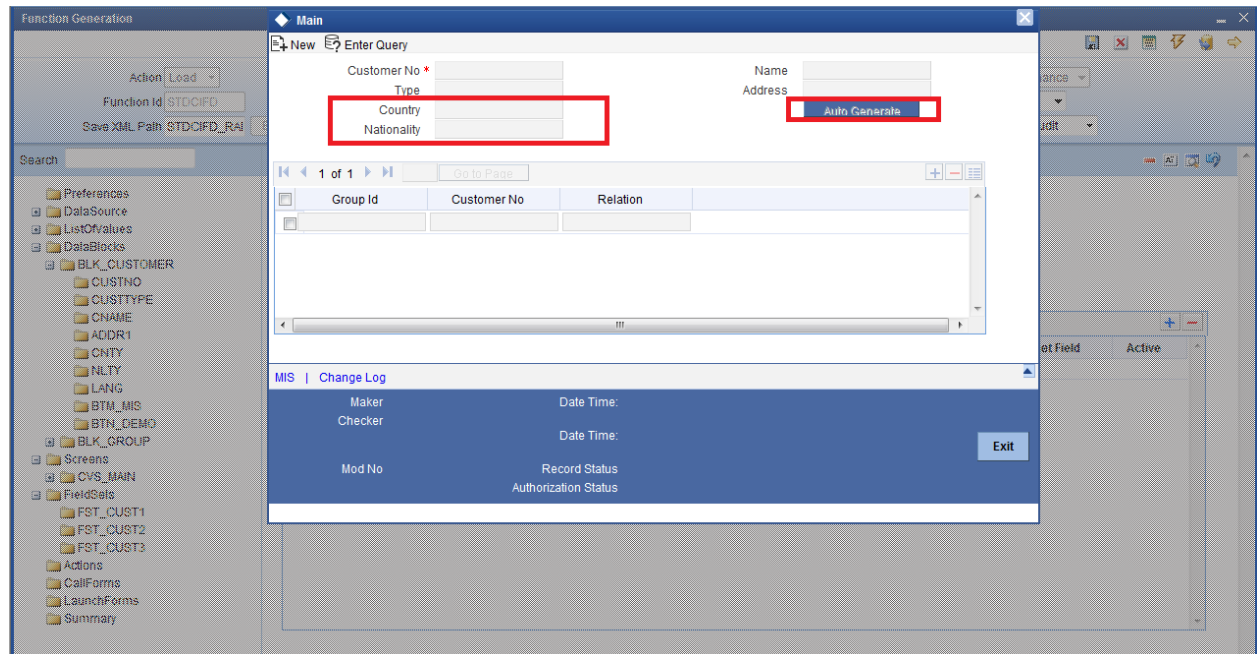 Function Generation
Action Load
Function Id STDCIFD
Save XML Path STDCIFD_RAI
Search
Preferences
DataSource
ListOfValues
DataBlocks
BLK_CUSTOMER
CUSTNO
CUSTTYPE
CNAME
ADDR1
CNTY
NLTY
LANG
BTM_MIS
BTN_DEMO
BLK_GROUP
Screens
CVS_MAIN
FieldSets
FST_CUST1
FST_CUST2
FST_CUST3
Actions
CallForms
LaunchForms
Summary
Main
New Enter Query
Customer No * Name
Type Address
Country Auto Generate
Nationality
1 of 1 Go to Page
Group Id Customer No Relation
MIS | Change Log
Maker Date Time:
Checker
Date Time:
Exit
Mod No Record Status
Authorization Status
et Field Active